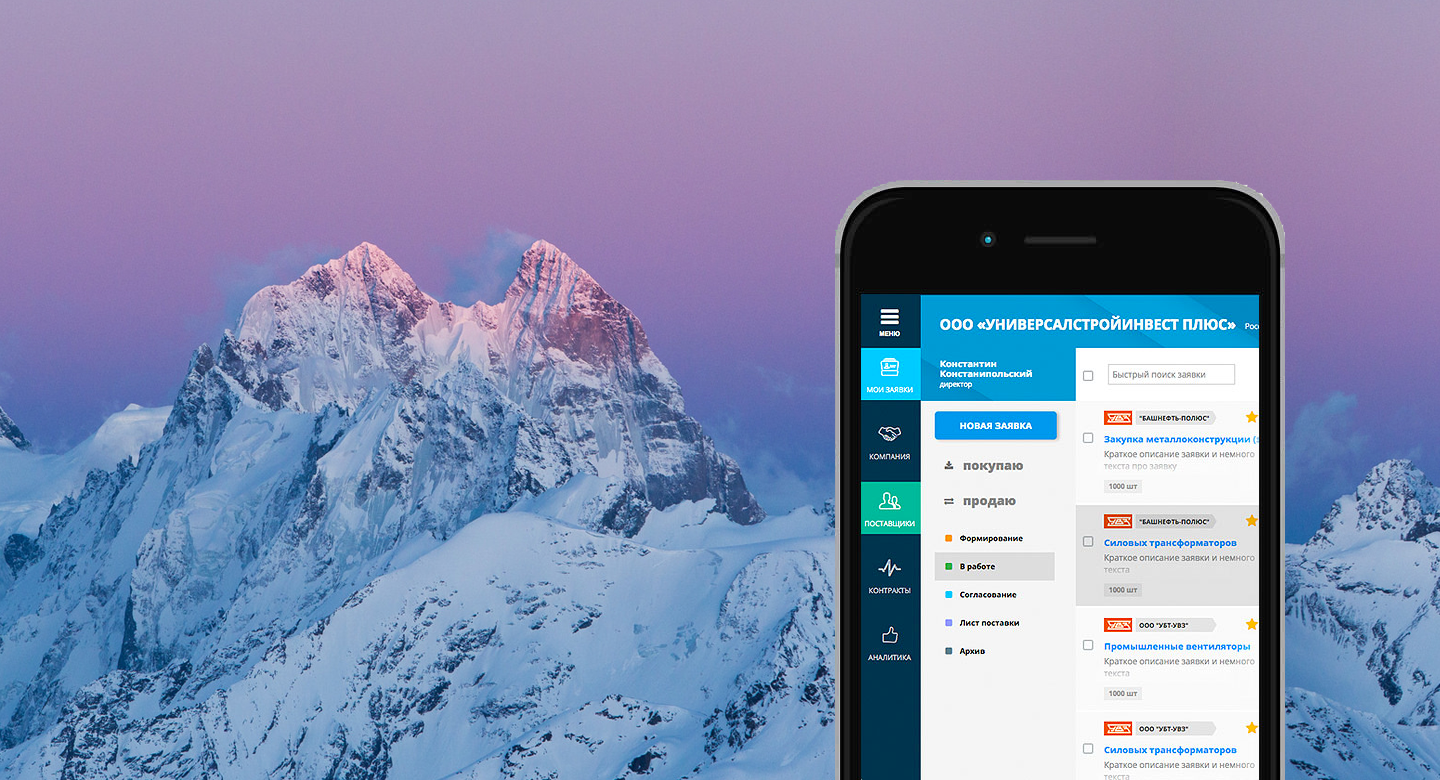 МЕНЮ
ООО «УНИВЕРСАЛСТРОЙИНВЕСТ ПЛЮС» Рос
МОИ ЗАЯВКИ
КОМПАНИЯ
ПОСТАВЩИКИ
КОНТРАКТЫ
АНАЛИТИКА
Константин
Констанипольский
директор
НОВАЯ ЗАЯВКА
покупаю
продаю
Формирование
В работе
Согласование
Лист поставки
Архив
Быстрый поиск заявки
"БАШНЕФТЬ-ПОЛЮС"
Закупка металлоконструкции (
Краткое описание заявки и немного
текста про заявку
1000 шт
"БАШНЕФТЬ-ПОЛЮС"
Силовых трансформаторов
Краткое описание заявки и немного
текста
1000 шт
ООО "УБТ-УВЗ"
Промышленные вентиляторы
Краткое описание заявки и немного
текста
1000 шт
ООО "УБТ-УВЗ"
Силовых трансформаторов
Краткое описание заявки и немного
текста